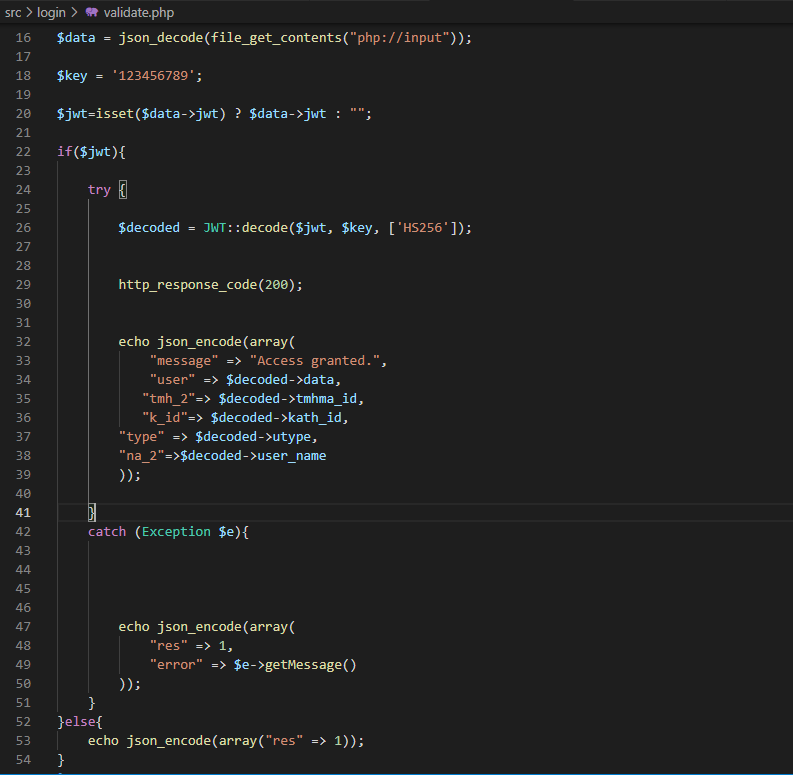 src > login > validate.php
16 $data = json_decode(file_get_contents("php://input"));
17
18 $key = '123456789';
19
20 $jwt=isset($data->jwt) ? $data->jwt : "";
21
22 if($jwt){
23
24     try {
25
26         $decoded = JWT::decode($jwt, $key, ['HS256']);
27
28
29         http_response_code(200);
30
31
32         echo json_encode(array(
33             "message" => "Access granted.",
34             "user" => $decoded->data,
35            "tmh_2"=> $decoded->tmhma_id,
36            "k_id"=> $decoded->kath_id,
37         "type" => $decoded->utype,
38         "na_2"=>$decoded->user_name
39         ));
40
41     }
42     catch (Exception $e){
43
44
45
46
47         echo json_encode(array(
48             "res" => 1,
49             "error" => $e->getMessage()
50         ));
51     }
52 }else{
53     echo json_encode(array("res" => 1));
54 }